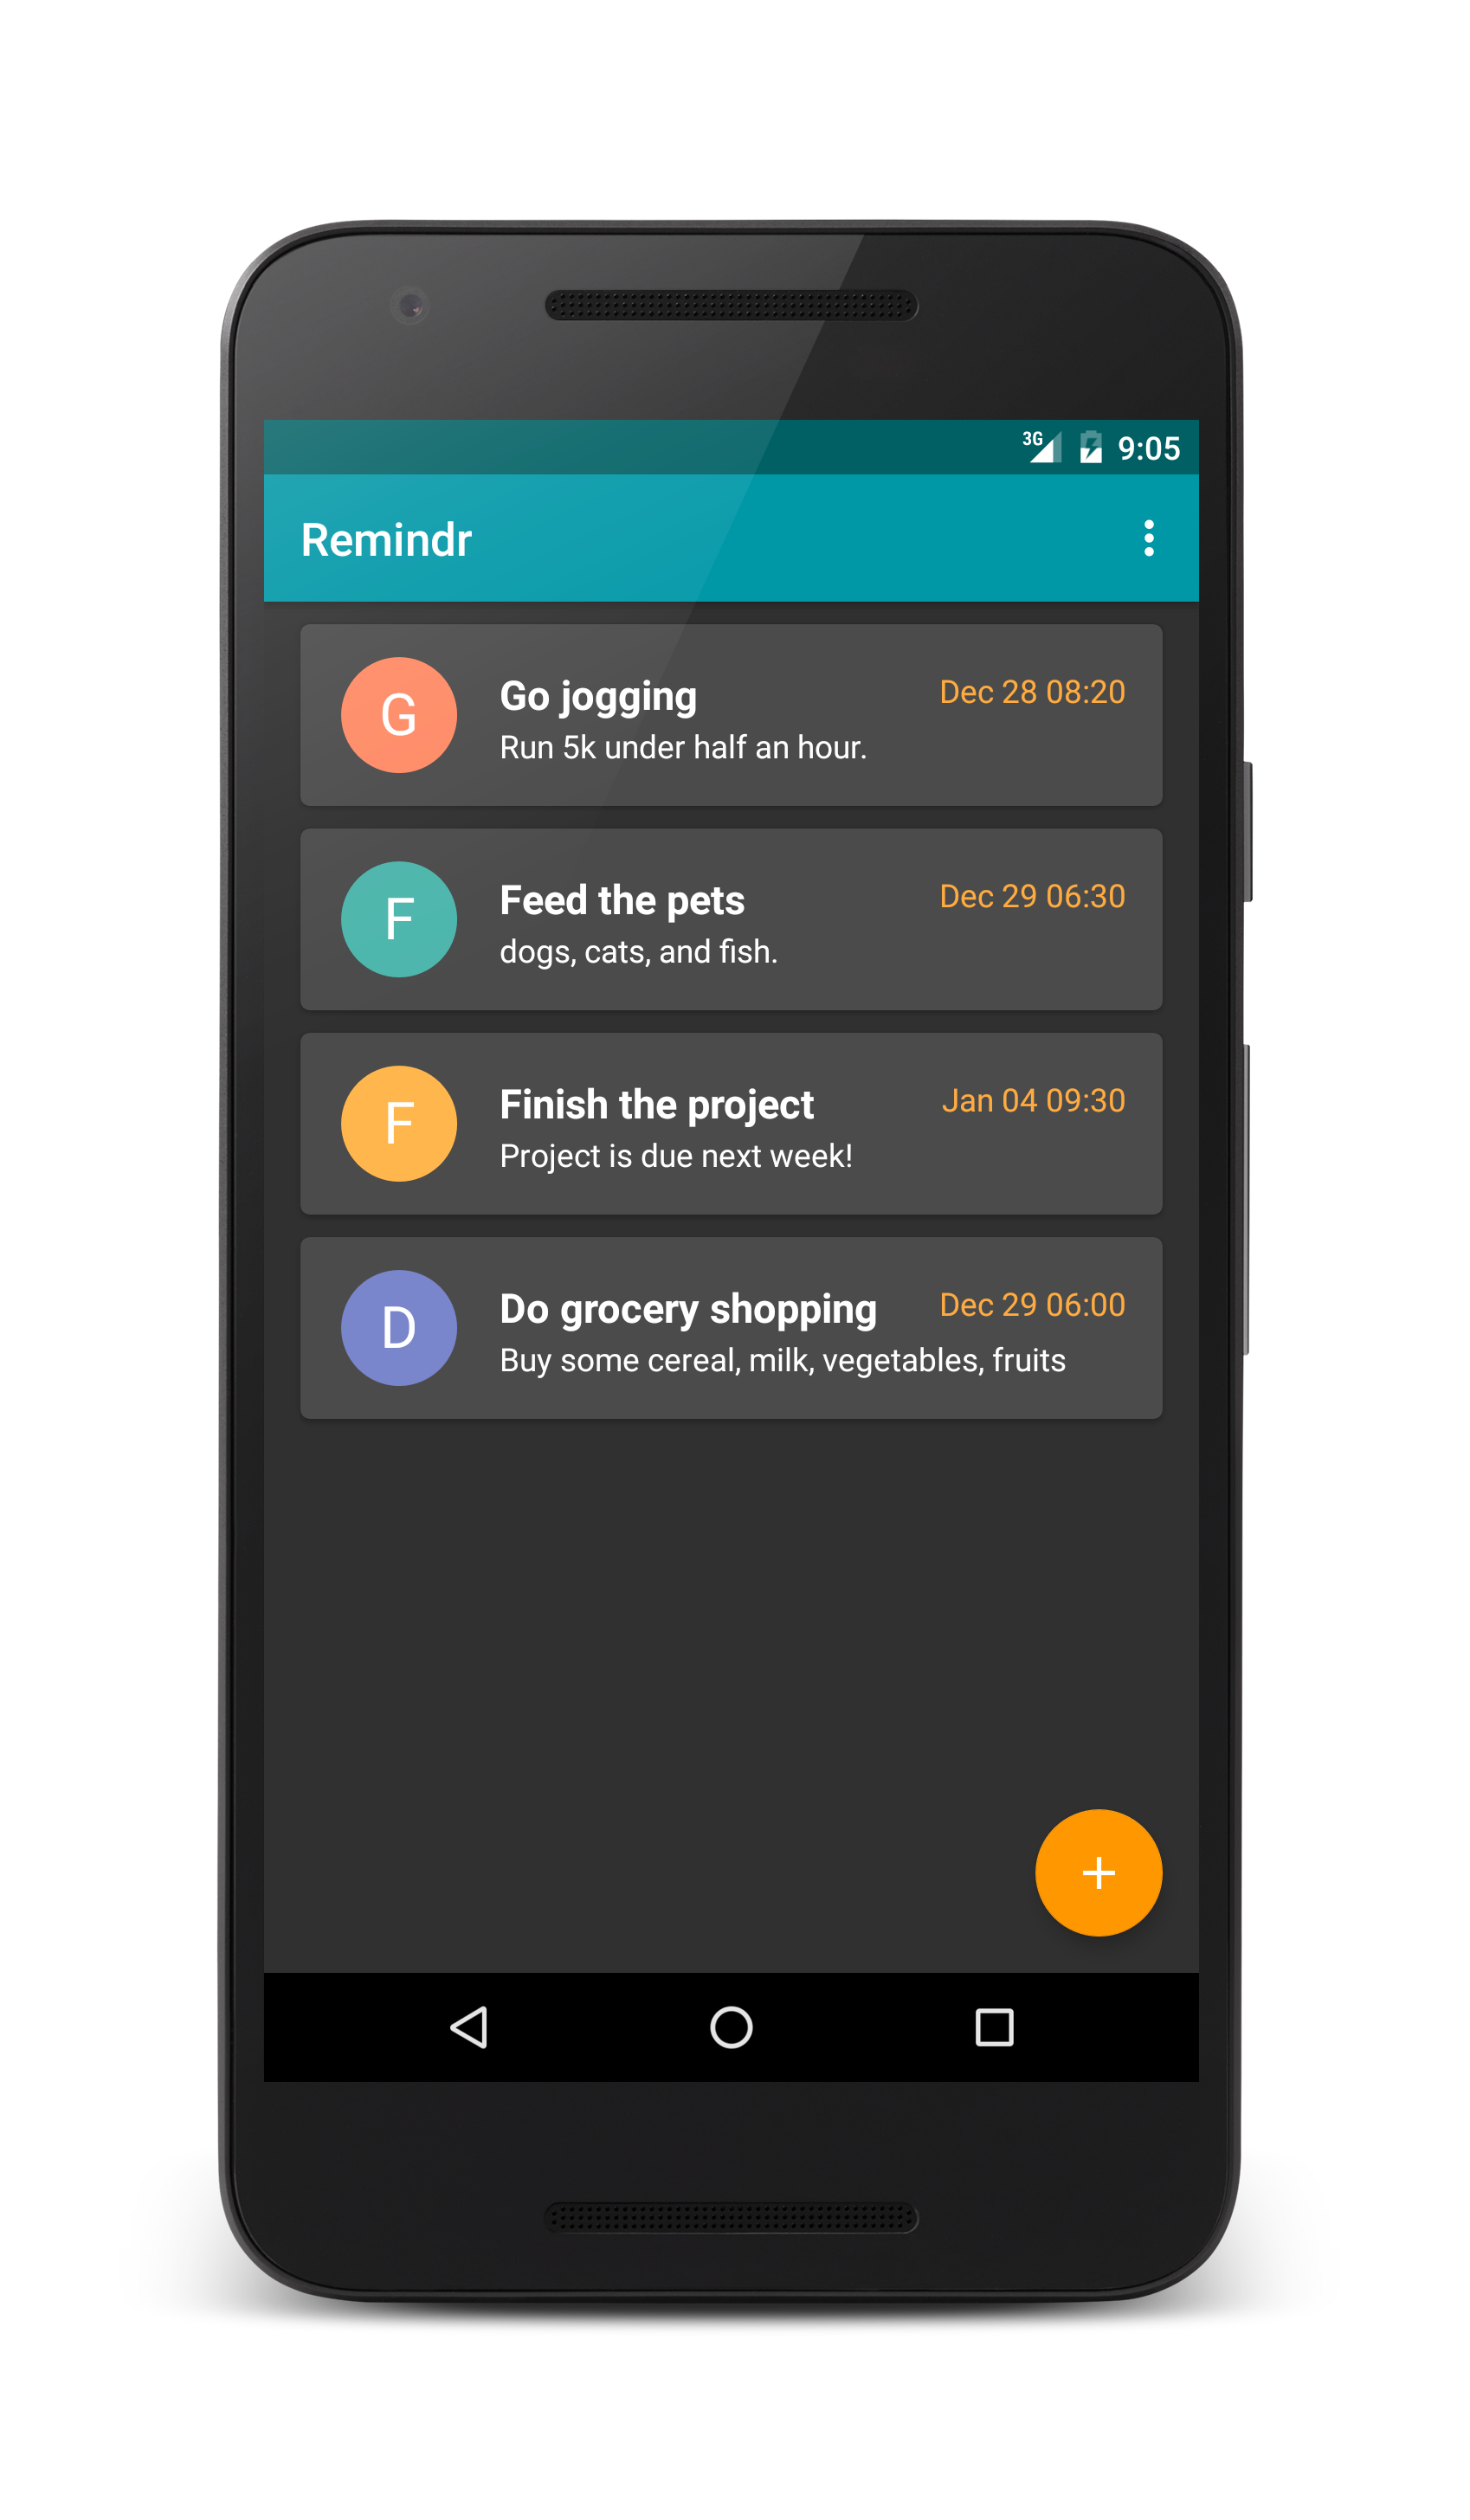 3G 9:05
Remindr
G
Go jogging Dec 28 08:20
Run 5k under half an hour.
F
Feed the pets Dec 29 06:30
dogs, cats, and fish.
F
Finish the project Jan 04 09:30
Project is due next week!
D
Do grocery shopping Dec 29 06:00
Buy some cereal, milk, vegetables, fruits
+